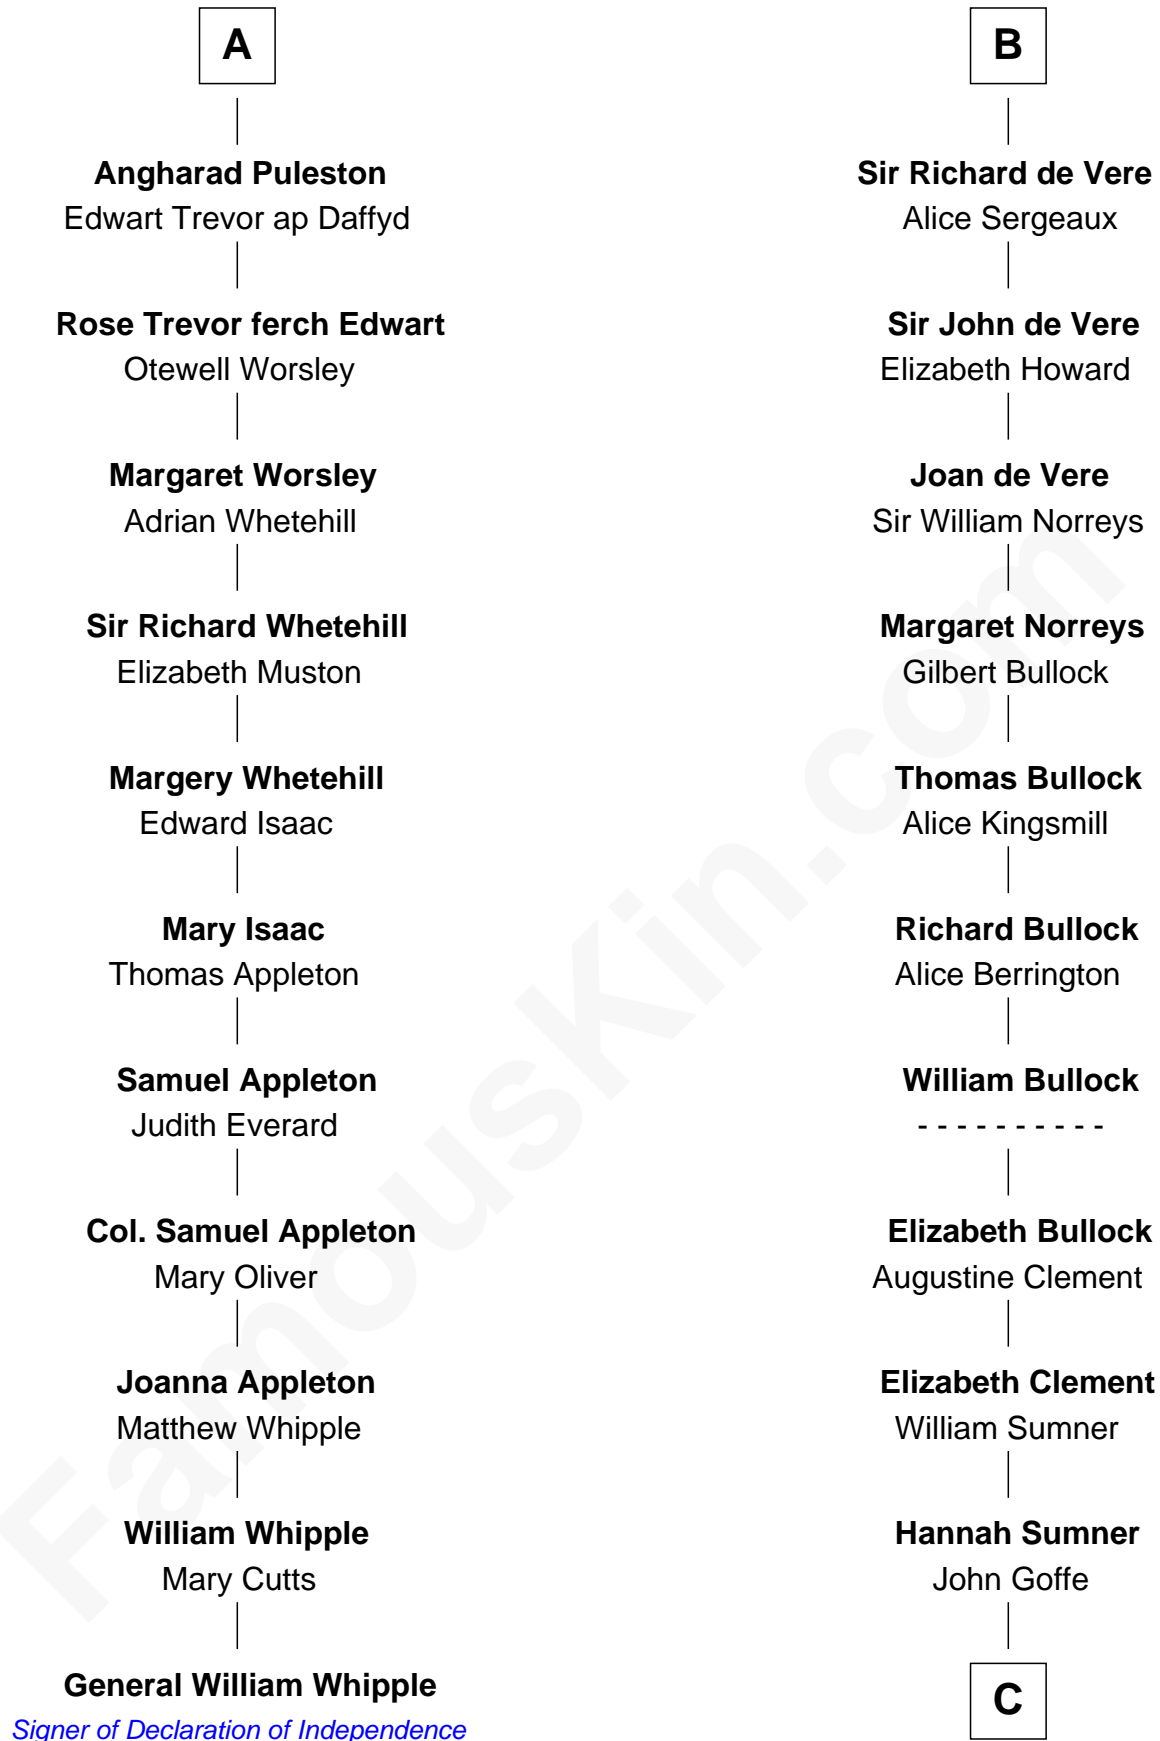 A
Angharad Puleston
Edwart Trevor ap Daffyd
Rose Trevor ferch Edwart
Otewell Worsley
Margaret Worsley
Adrian Whetehill
Sir Richard Whetehill
Elizabeth Muston
Margery Whetehill
Edward Isaac
Mary Isaac
Thomas Appleton
Samuel Appleton
Judith Everard
Col. Samuel Appleton
Mary Oliver
Joanna Appleton
Matthew Whipple
William Whipple
Mary Cutts
General William Whipple
Signer of Declaration of Independence
B
Sir Richard de Vere
Alice Sergeaux
Sir John de Vere
Elizabeth Howard
Joan de Vere
Sir William Norreys
Margaret Norreys
Gilbert Bullock
Thomas Bullock
Alice Kingsmill
Richard Bullock
Alice Berrington
William Bullock
- - - - - - - - - -
Elizabeth Bullock
Augustine Clement
Elizabeth Clement
William Sumner
Hannah Sumner
John Goffe
C
FamousKin.com